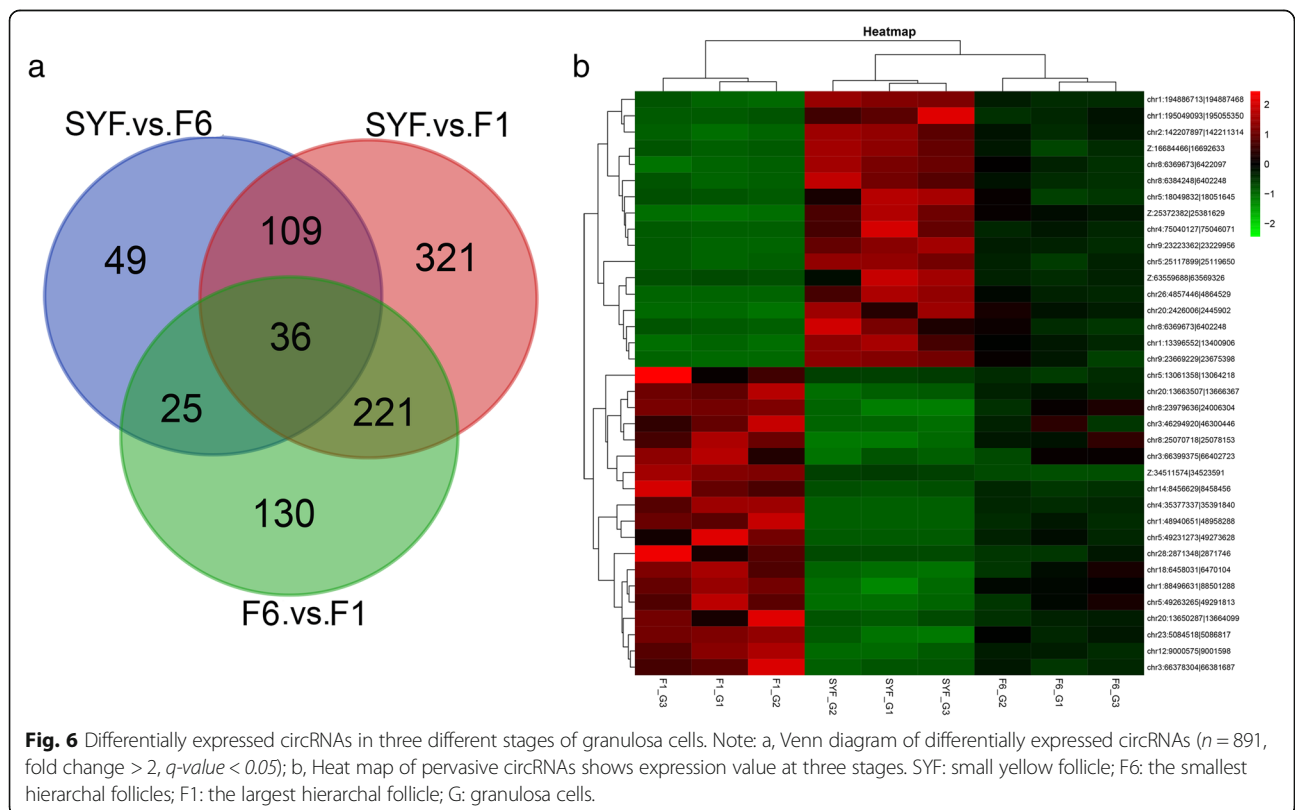 a
SYF.vs.F6
SYF.vs.F1
49
109
321
36
25
221
130
F6.vs.F1
b
Heatmap
chr1:194886713|194887468
chr1:195049093|195055350
chr2:142207897|142211314
Z:16684466|16692633
chr8:6369673|6422097
chr8:6384248|6402248
chr5:18049832|18051645
Z:25372382|25381629
chr4:75040127|75046071
chr9:23223362|23229956
chr5:25117899|25119650
Z:63559688|63569326
chr26:4857446|4864529
chr20:2426006|2445902
chr8:6369673|6402248
chr1:13396552|13400906
chr9:23669229|23675398
chr5:13061358|13064218
chr20:13663507|13666367
chr8:23979636|24006304
chr3:46294920|46300446
chr8:25070718|25078153
chr3:66399375|66402723
Z:34511574|34523591
chr14:8456629|8458456
chr4:35377337|35391840
chr1:48940651|48958288
chr5:49231273|49273628
chr28:2871348|2871746
chr18:6458031|6470104
chr1:88496631|88501288
chr5:49263265|49291813
chr20:13650287|13664099
chr23:5084518|5086817
chr12:9000575|9001598
chr3:66378304|66381687
2
1
0
−1
−2
F1_G3
F1_G1
F1_G2
SYF_G2
SYF_G1
SYF_G3
F6_G2
F6_G1
F6_G3
Fig. 6 Differentially expressed circRNAs in three different stages of granulosa cells. Note: a, Venn diagram of differentially expressed circRNAs (n = 891,
fold change > 2, q-value < 0.05); b, Heat map of pervasive circRNAs shows expression value at three stages. SYF: small yellow follicle; F6: the smallest
hierarchal follicles; F1: the largest hierarchal follicle; G: granulosa cells.